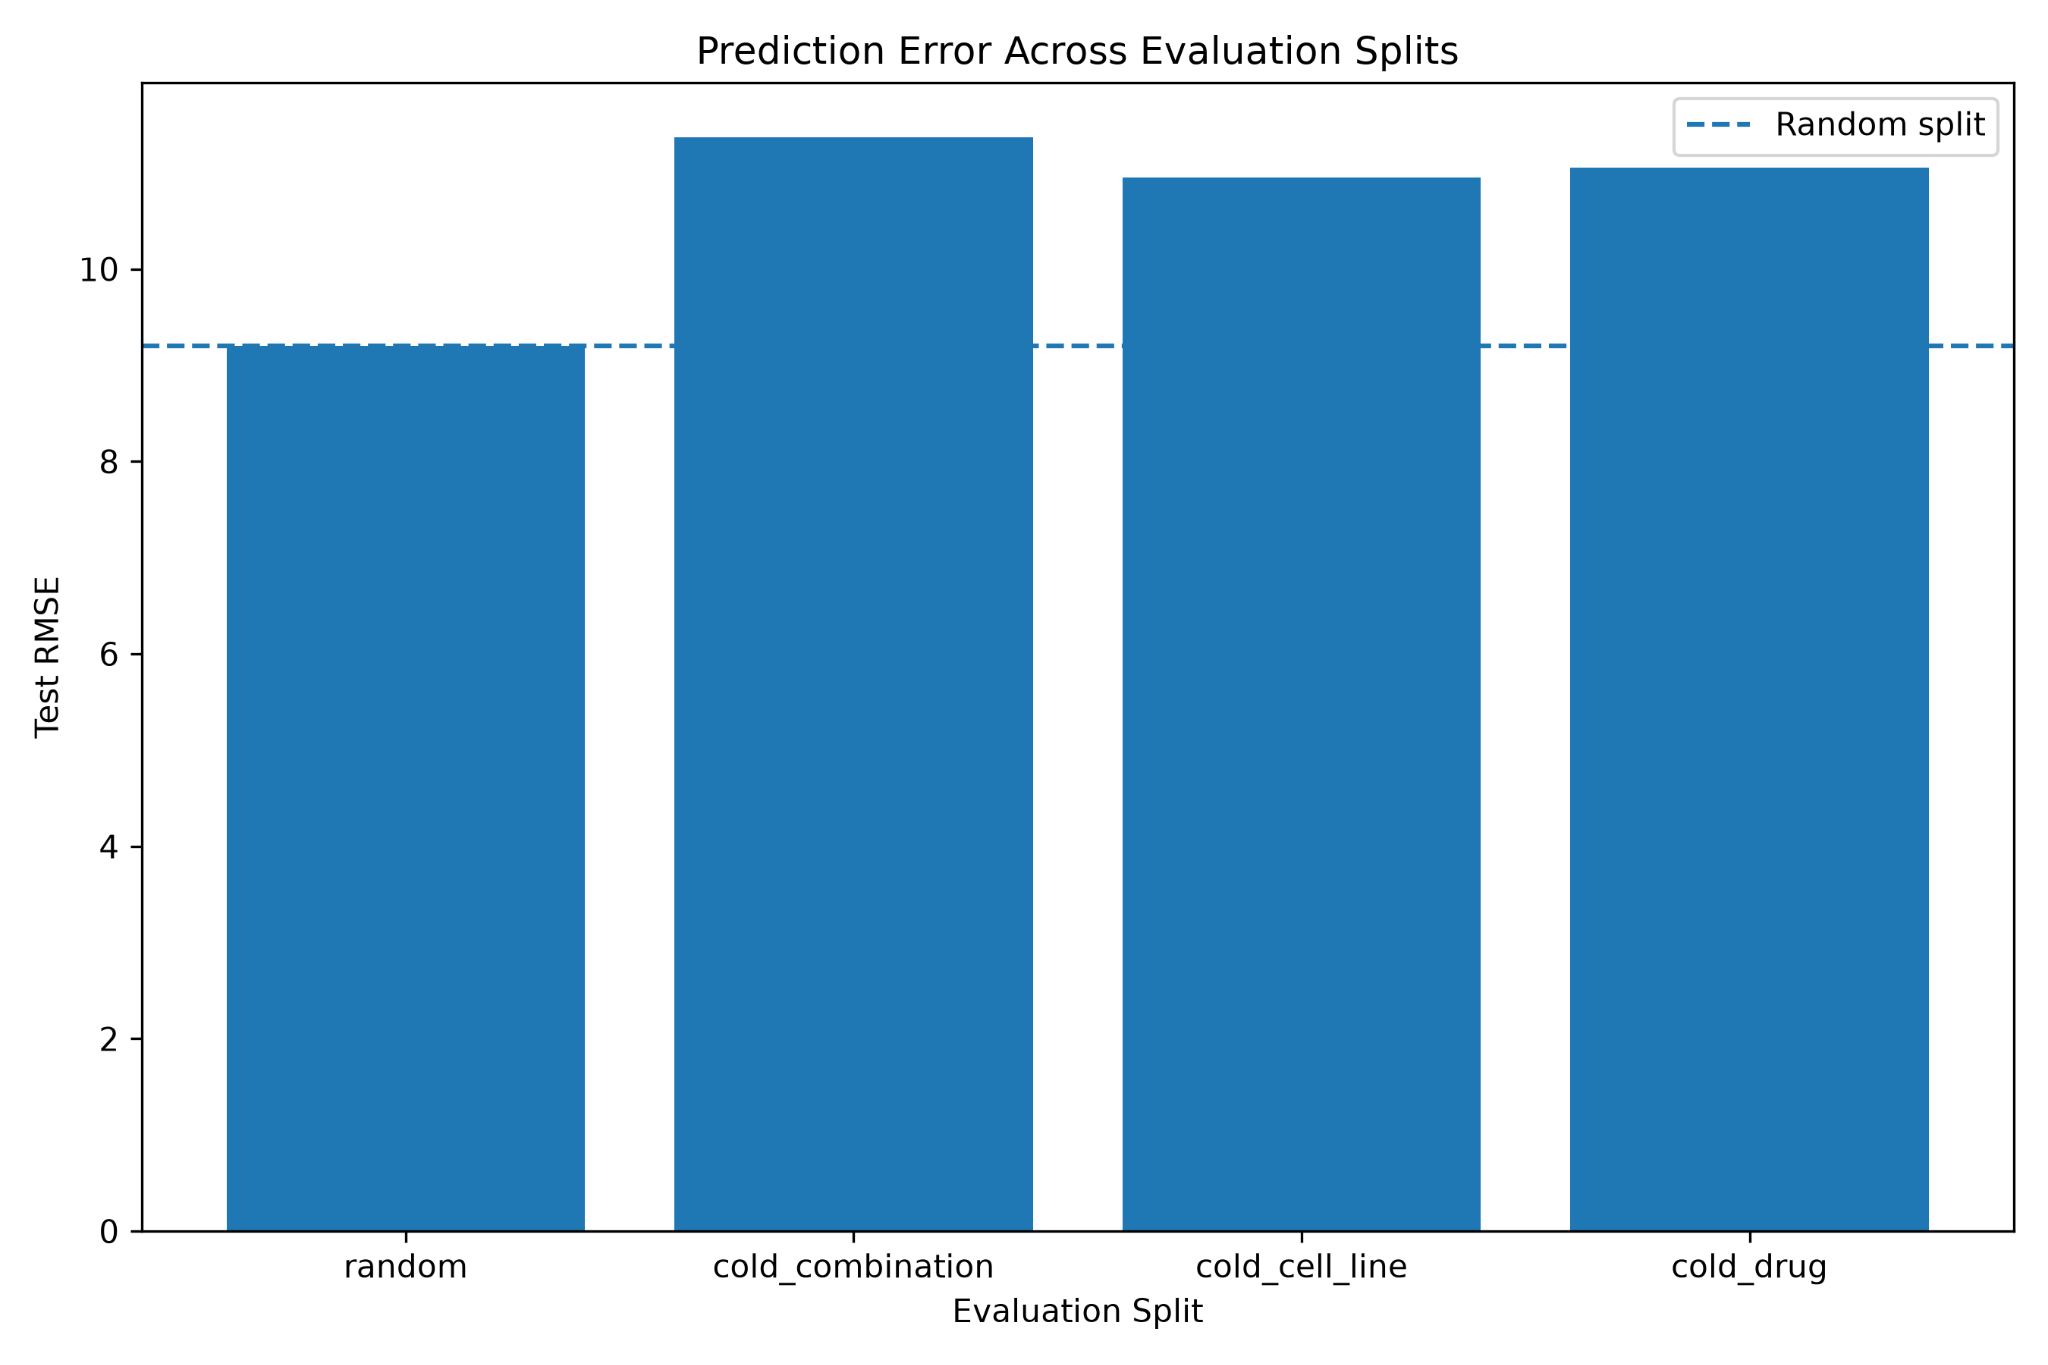 Prediction Error Across Evaluation Splits
Random split
Test RMSE
10
8
6
4
2
0
random
cold_combination
cold_cell_line
cold_drug
Evaluation Split